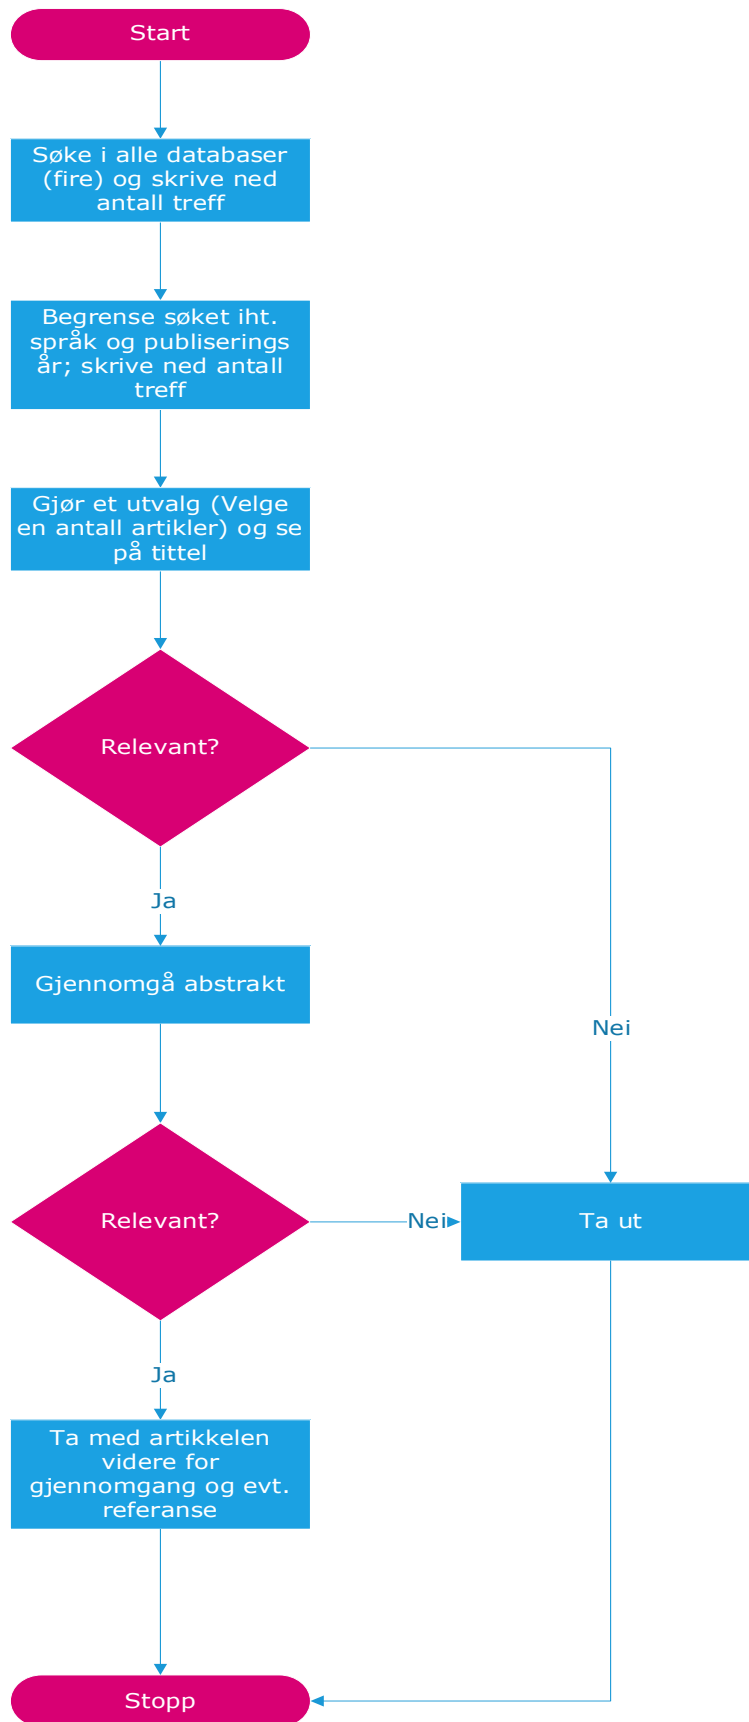 Start
Søke i alle databaser
(fire) og skrive ned
antall treff
Begrense søket iht.
språk og publiserings
år; skrive ned antall
treff
Gjør et utvalg (Velge
en antall artikler) og se
på tittel
Relevant?
Ja
Gjennomgå abstrakt
Nei
Relevant?
Nei
Ta ut
Ja
Ta med artikkelen
videre for
gjennomgang og evt.
referanse
Stopp